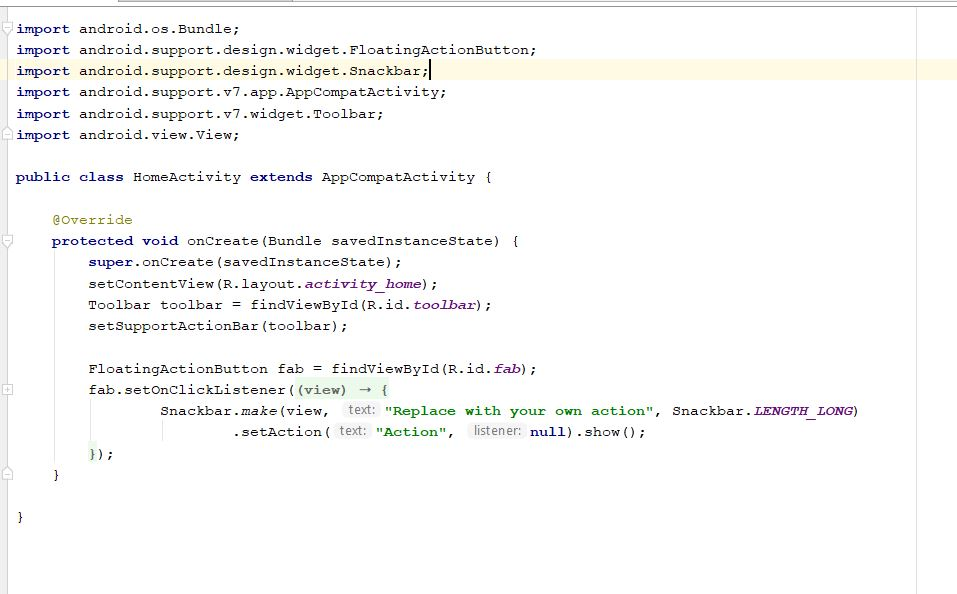 import android.os.Bundle;
import android.support.design.widget.FloatingActionButton;
import android.support.design.widget.Snackbar;
import android.support.v7.app.AppCompatActivity;
import android.support.v7.widget.Toolbar;
import android.view.View;
public class HomeActivity extends AppCompatActivity {
@Override
protected void onCreate(Bundle savedInstanceState) {
super.onCreate(savedInstanceState);
setContentView(R.layout.activity_home);
Toolbar toolbar = findViewById(R.id.toolbar);
setSupportActionBar(toolbar);
FloatingActionButton fab = findViewById(R.id.fab);
fab.setOnClickListener((view) → {
Snackbar.make(view, text: "Replace with your own action", Snackbar.LENGTH_LONG)
.setAction( text: "Action", listener: null).show();
});
}
}